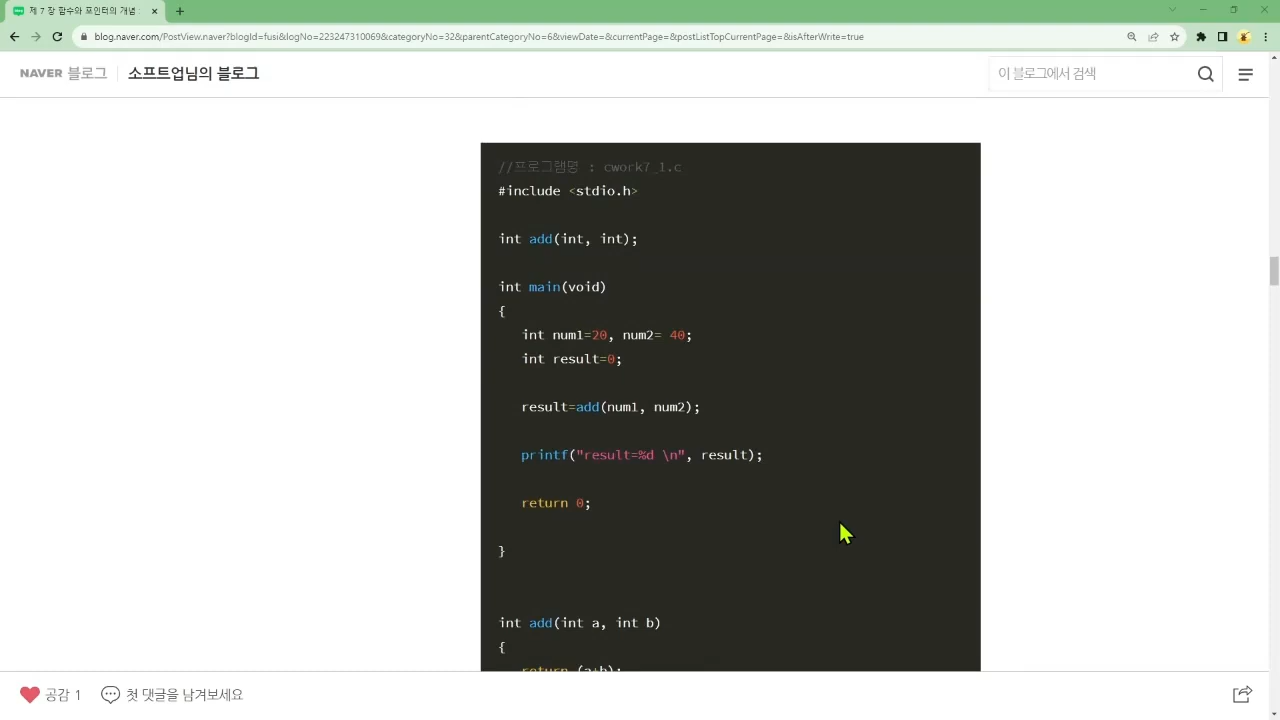 제 7 장 함수와 포인터의 개념 :
blog.naver.com/PostView.naver?blogId=fusi&logNo=223247310069&categoryNo=32&parentCategoryNo=6&viewDate=&currentPage=&postListTopCurrentPage=&isAfterWrite=true
NAVER 블로그 소프트업님의 블로그 이 블로그에서 검색
//프로그램명 : cwork7_1.c
#include <stdio.h>
int add(int, int);
int main(void)
{
int num1=20, num2= 40;
int result=0;
result=add(num1, num2);
printf("result=%d \n", result);
return 0;
}
int add(int a, int b)
{
return (a+b);
공감 1 첫 댓글을 남겨보세요